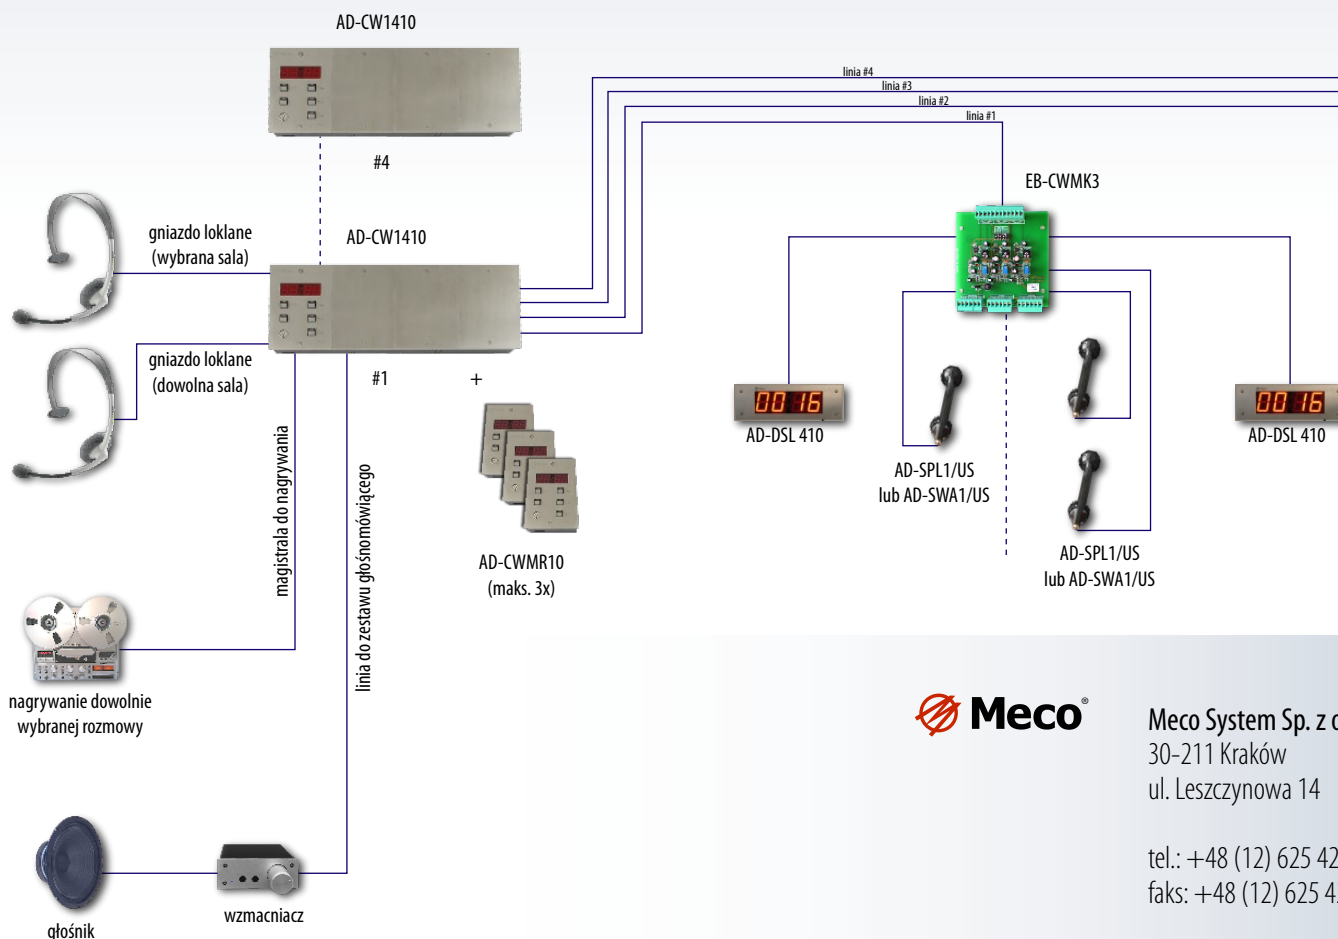 AD-CW1410
#4
linia #4
linia #3
linia #2
linia #1
EB-CWMK3
gniazdo loklane
(wybrana sala)
AD-CW1410
gniazdo loklane
(dowolna sala)
#1
+
magistrala do nagrywania
linia do zestawu głośnomówiącego
AD-CWMR10
(maks. 3x)
00 16
AD-DSL 410
AD-SPL1/US
lub AD-SWA1/US
AD-SPL1/US
lub AD-SWA1/US
00 16
AD-DSL 410
nagrywanie dowolnie
wybranej rozmowy
głośnik
wzmacniacz
Meco®
Meco System Sp. z o
30-211 Kraków
ul. Leszczynowa 14
tel.: +48 (12) 625 42
faks: +48 (12) 625 4